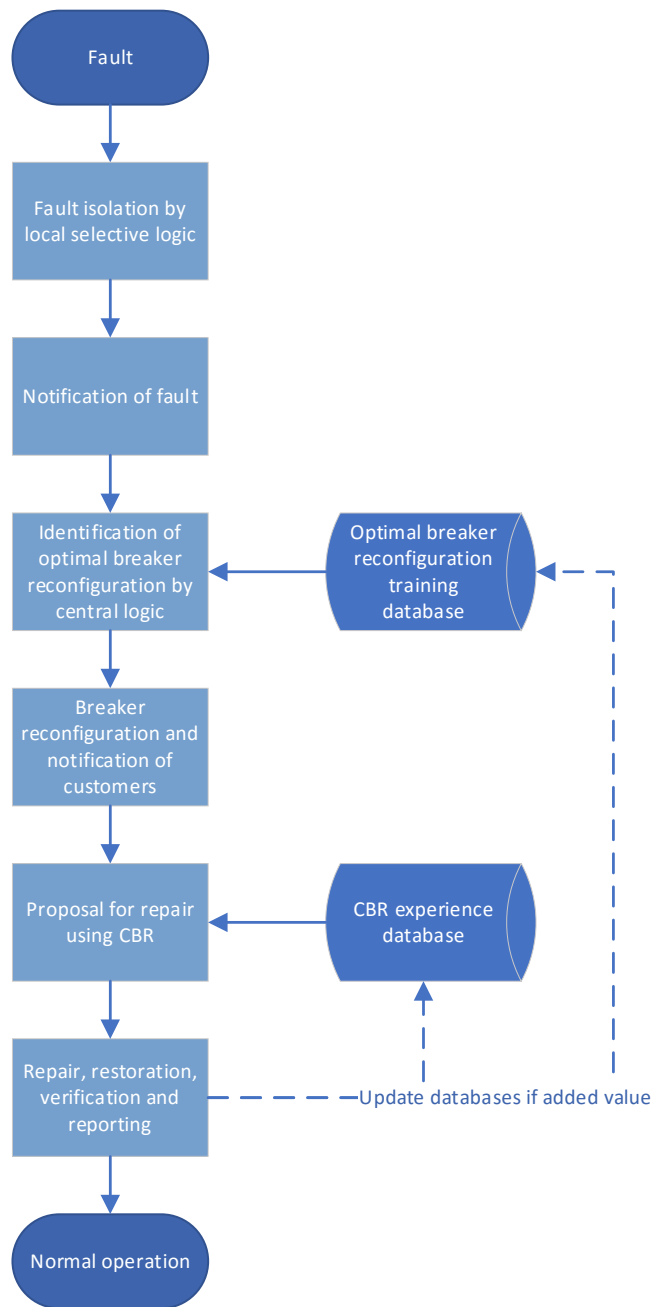 Fault
Fault isolation by
local selective logic
Notification of fault
Identification of
optimal breaker
reconfiguration by
central logic
Optimal breaker
reconfiguration
training
database
Breaker
reconfiguration and
notification of
customers
Proposal for repair
using CBR
CBR experience
database
Repair, restoration,
verification and
reporting
Update databases if added value
Normal operation